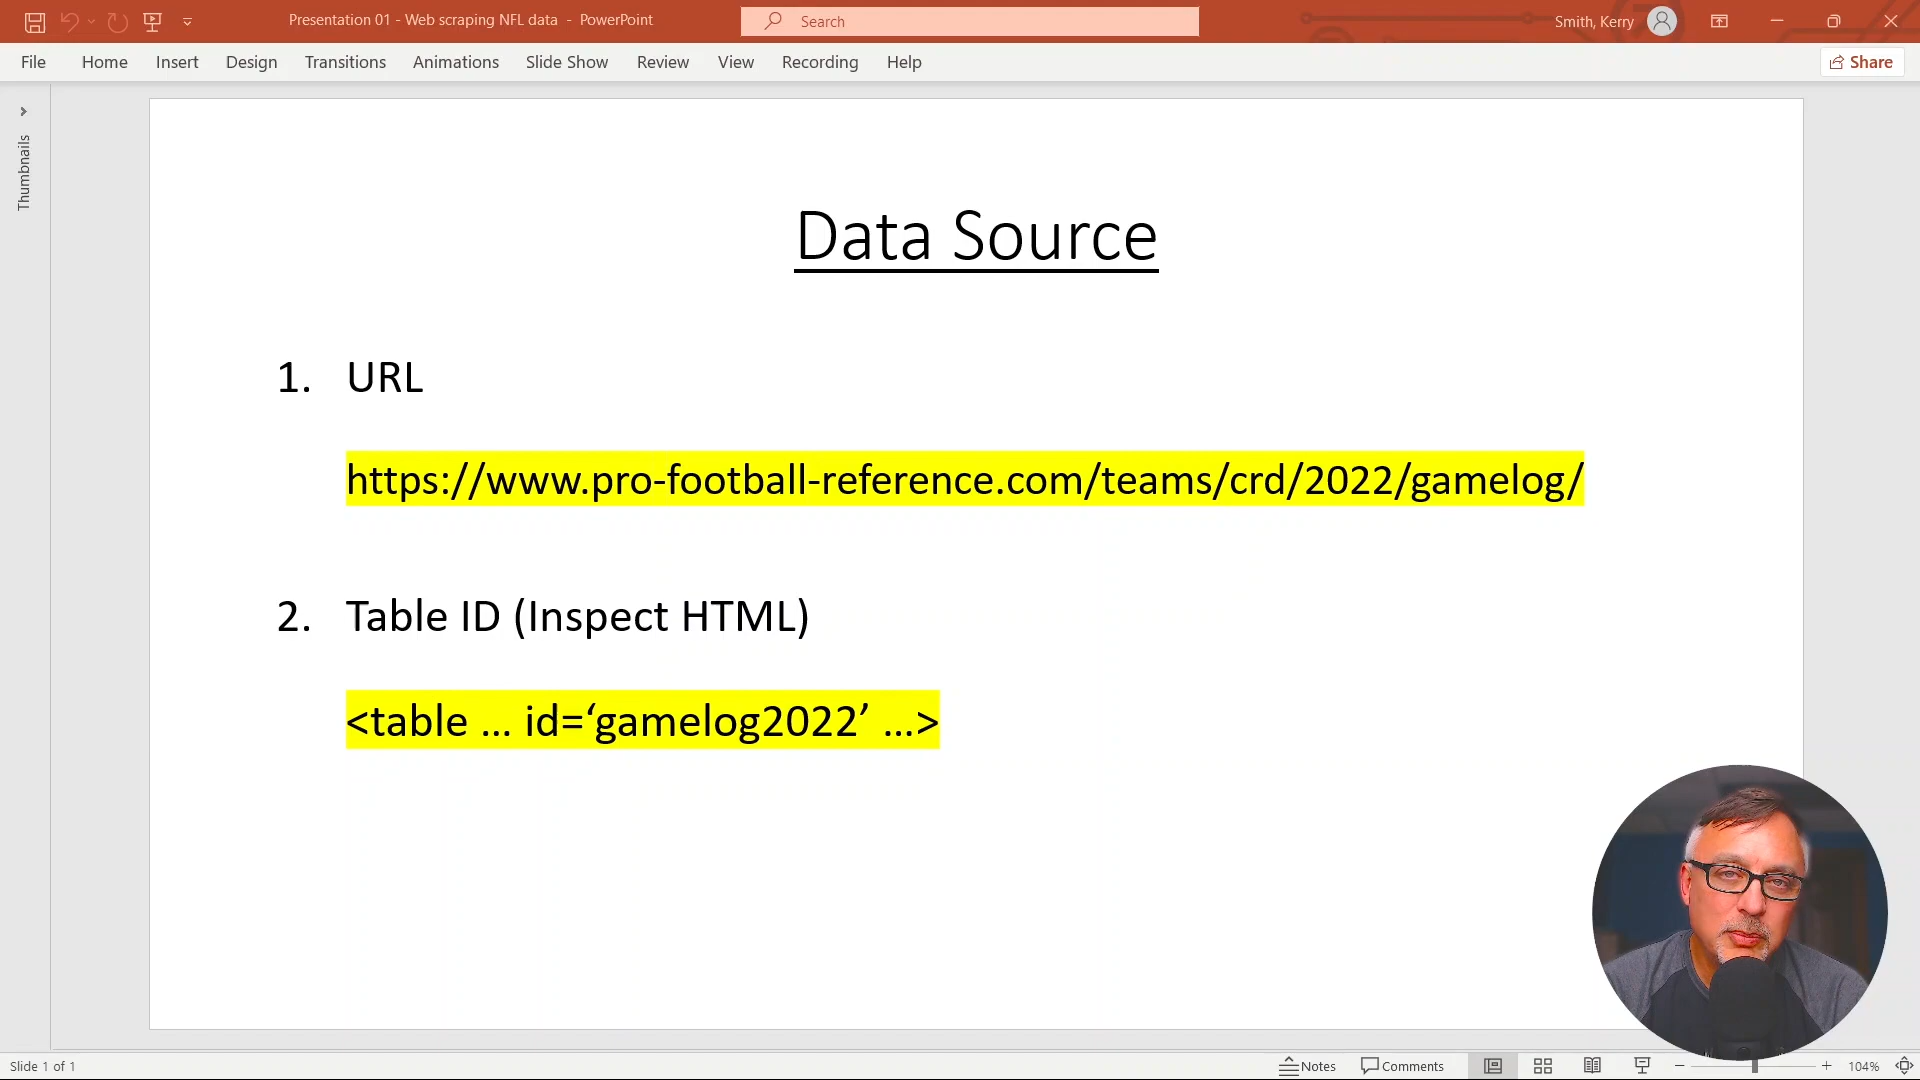 Presentation 01 - Web scraping NFL data - PowerPoint
Search
Smith, Kerry
File Home Insert Design Transitions Animations Slide Show Review View Recording Help
Share
Thumbnails
Data Source
1. URL
https://www.pro-football-reference.com/teams/crd/2022/gamelog/
2. Table ID (Inspect HTML)
<table ... id=‘gamelog2022’ ...>
Slide 1 of 1
Notes
Comments
104%